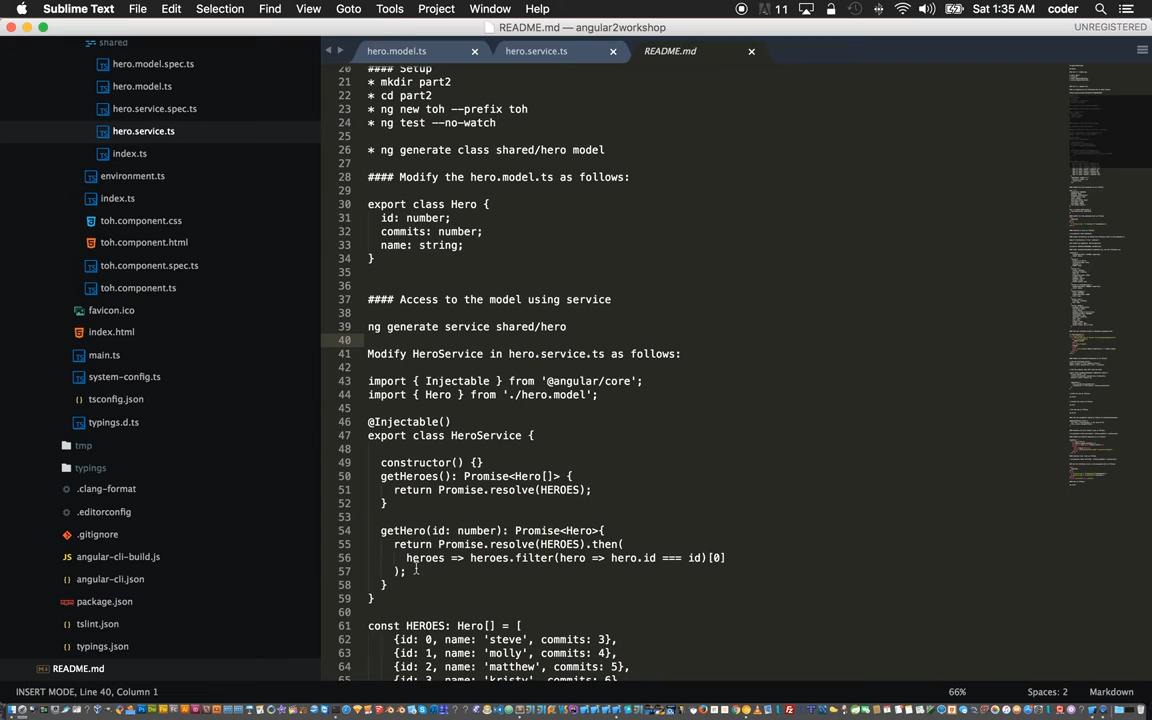 Sublime Text File Edit Selection Find View Goto Tools Project Window Help 11 Sat 1:35 AM coder
README.md — angular2workshop UNREGISTERED
shared
hero.model.spec.ts
hero.model.ts
hero.service.spec.ts
hero.service.ts
index.ts
environment.ts
index.ts
toh.component.css
toh.component.html
toh.component.spec.ts
toh.component.ts
favicon.ico
index.html
main.ts
system-config.ts
tsconfig.json
typings.d.ts
tmp
typings
.clang-format
.editorconfig
.gitignore
angular-cli-build.js
angular-cli.json
package.json
tslint.json
typings.json
README.md
hero.model.ts hero.service.ts README.md
20 #### Setup
21 * mkdir part2
22 * cd part2
23 * ng new toh --prefix toh
24 * ng test --no-watch
25
26 * ng generate class shared/hero model
27
28 #### Modify the hero.model.ts as follows:
29
30 export class Hero {
31 id: number;
32 commits: number;
33 name: string;
34 }
35
36
37 #### Access to the model using service
38
39 ng generate service shared/hero
40
41 Modify HeroService in hero.service.ts as follows:
42
43 import { Injectable } from '@angular/core';
44 import { Hero } from './hero.model';
45
46 @Injectable()
47 export class HeroService {
48
49 constructor() {}
50 getHeroes(): Promise<Hero[]> {
51 return Promise.resolve(HEROES);
52 }
53
54 getHero(id: number): Promise<Hero>{
55 return Promise.resolve(HEROES).then(
56 heroes => heroes.filter(hero => hero.id === id)[0]
57 );
58 }
59 }
60
61 const HEROES: Hero[] = [
62 {id: 0, name: 'steve', commits: 3},
63 {id: 1, name: 'molly', commits: 4},
64 {id: 2, name: 'matthew', commits: 5},
65 {id: 3, name: 'kristy', commits: 6},
INSERT MODE, Line 40, Column 1 66% Spaces: 2 Markdown